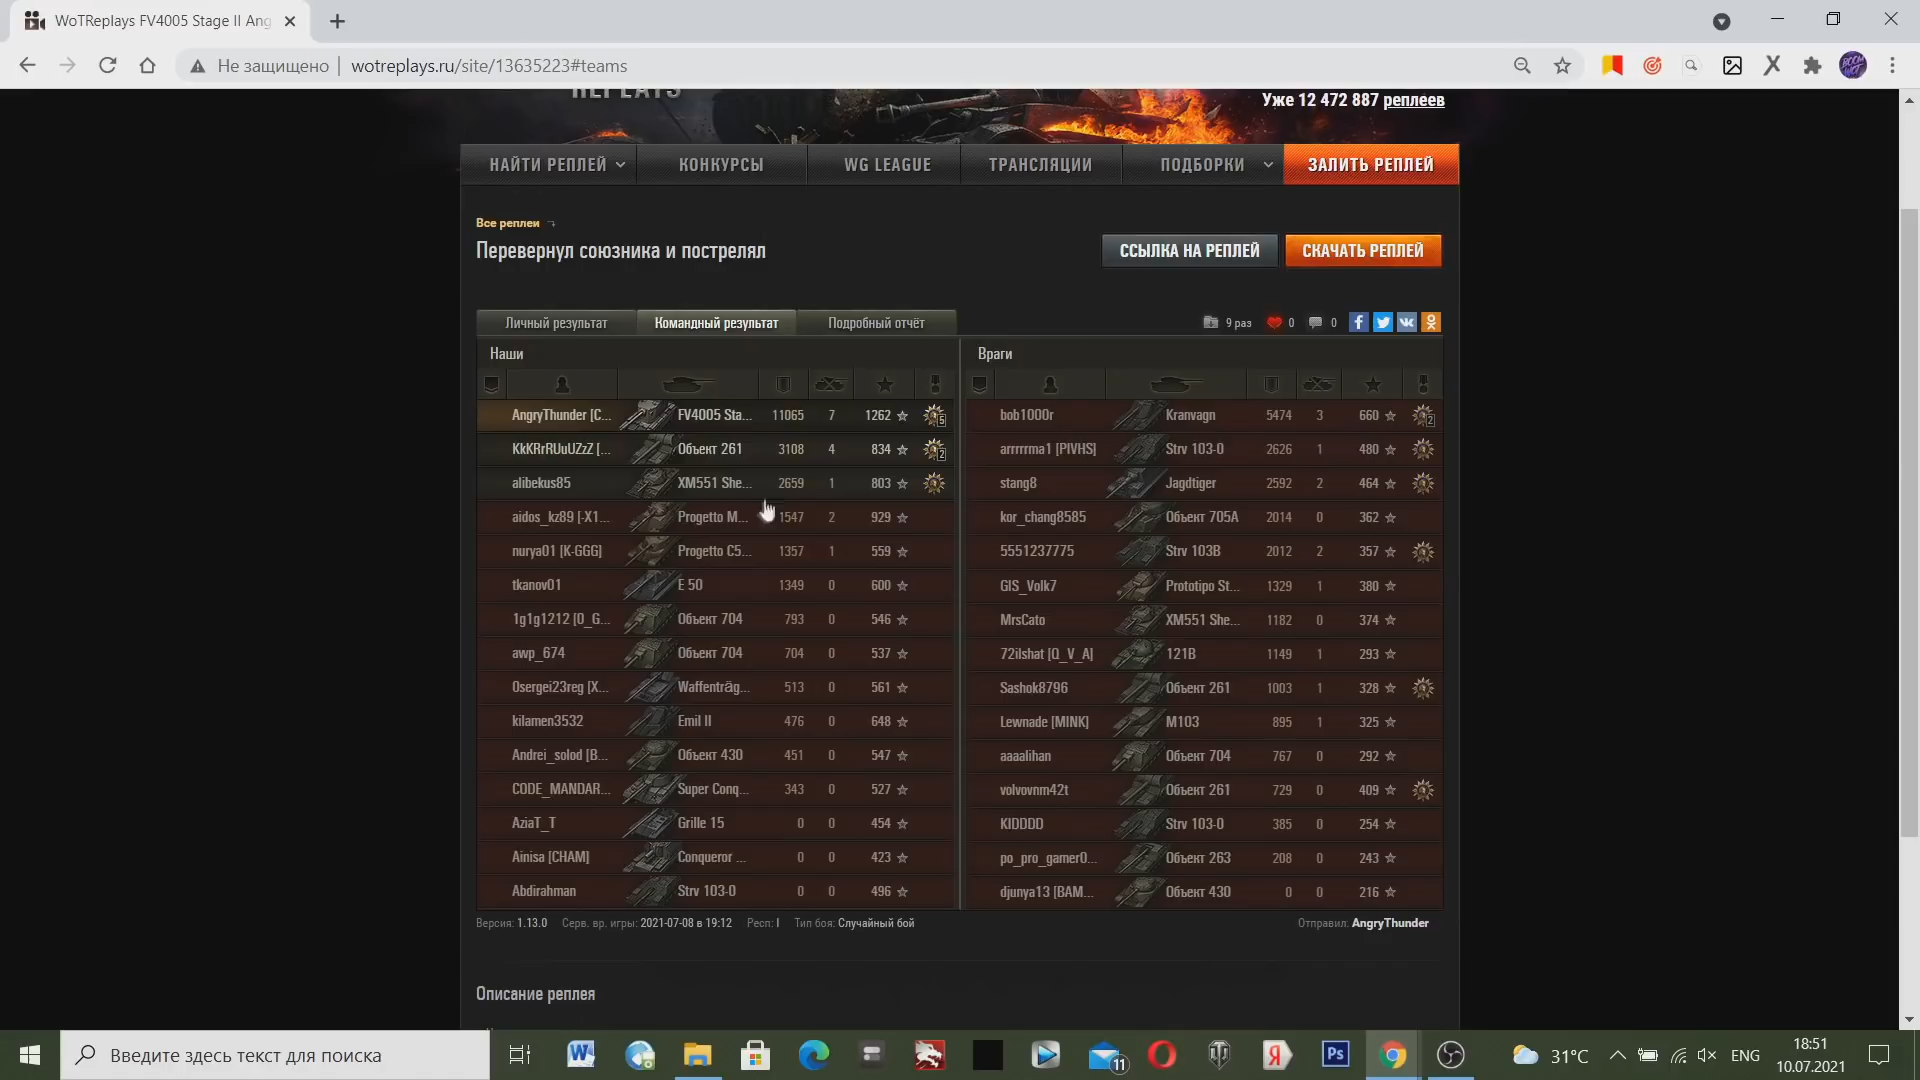 WoTReplays FV4005 Stage II Ang
Не защищено | wotreplays.ru/site/13635223#teams
REPLAYS
Уже 12 472 887 реплеев
НАЙТИ РЕПЛЕЙ КОНКУРСЫ WG LEAGUE ТРАНСЛЯЦИИ ПОДБОРКИ ЗАЛИТЬ РЕПЛЕЙ
Все реплеи
Перевернул союзника и пострелял
ССЫЛКА НА РЕПЛЕЙ СКАЧАТЬ РЕПЛЕЙ
Личный результат Командный результат Подробный отчёт 9 раз 0 0
Наши
AngryThunder [C... FV4005 Sta... 11065 7 1262 5
KkKRrRUuUZzZ [... Объект 261 3108 4 834 2
alibekus85 XM551 She... 2659 1 803
aidos_kz89 [-X1... Progetto M... 1547 2 929
nurya01 [K-GGG] Progetto C5... 1357 1 559
tkanov01 E 50 1349 0 600
1g1g1212 [0_G... Объект 704 793 0 546
awp_674 Объект 704 704 0 537
Osergei23reg [X... Waffenträg... 513 0 561
kilamen3532 Emil II 476 0 648
Andrei_solod [B... Объект 430 451 0 547
CODE_MANDAR... Super Conq... 343 0 527
AziaT_T Grille 15 0 0 454
Ainisa [CHAM] Conqueror ... 0 0 423
Abdirahman Strv 103-0 0 0 496
Враги
bob1000r Kranvagn 5474 3 660 2
arrrrrma1 [PIVHS] Strv 103-0 2626 1 480
stang8 Jagdtiger 2592 2 464
kor_chang8585 Объект 705A 2014 0 362
5551237775 Strv 103B 2012 2 357
GIS_Volk7 Prototipo St... 1329 1 380
MrsCato XM551 She... 1182 0 374
72ilshat [Q_V_A] 121B 1149 1 293
Sashok8796 Объект 261 1003 1 328
Lewnade [MINK] M103 895 1 325
aaaalihan Объект 704 767 0 292
volvovnm42t Объект 261 729 0 409
KIDDDD Strv 103-0 385 0 254
po_pro_gamer0... Объект 263 208 0 243
djunya13 [BAM... Объект 430 0 0 216
Версия: 1.13.0 Серв. вр. игры: 2021-07-08 в 19:12 Респ: I Тип боя: Случайный бой Отправил: AngryThunder
Описание реплея
Введите здесь текст для поиска
11
31°C
ENG
18:51
10.07.2021